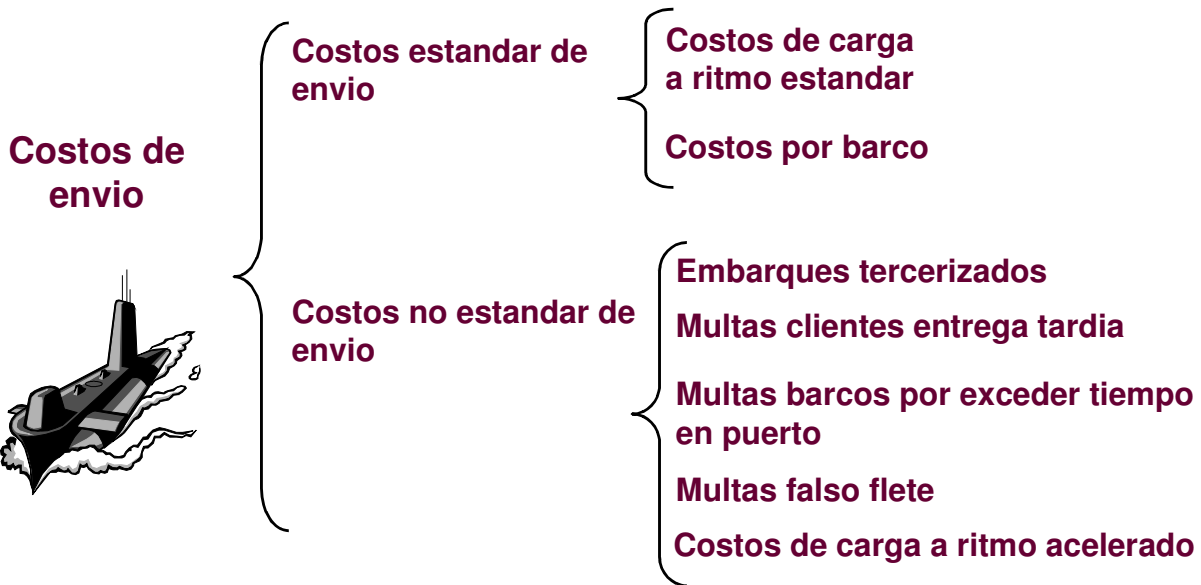 Costos de
envio
Costos estandar de
envio
Costos de carga
a ritmo estandar
Costos por barco
Costos no estandar de
envio
Embarques tercerizados
Multas clientes entrega tardia
Multas barcos por exceder tiempo
en puerto
Multas falso flete
Costos de carga a ritmo acelerado